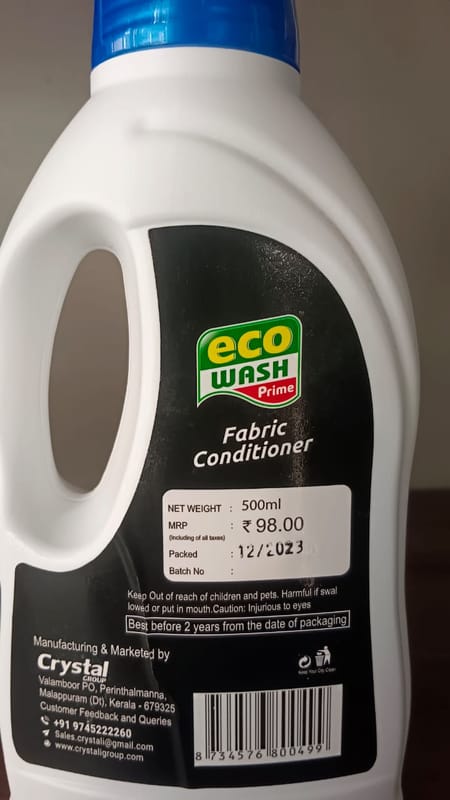 eco
WASH
Prime
Fabric
Conditioner
NET WEIGHT : 500ml
MRP : ₹ 98.00
(Including of all taxes)
Packed : 12/2023
Batch No :
Keep Out of reach of children and pets. Harmful if swal
lowed or put in mouth.Caution: Injurious to eyes
Best before 2 years from the date of packaging
Manufacturing & Marketed by
Crystal
GROUP
Valamboor PO, Perinthalmanna,
Malappuram (Dt), Kerala - 679325
Customer Feedback and Queries
+91 9745222260
Sales.crystali@gmail.com
www.crystaligroup.com
Keep Your City Clean
8 734576 800499